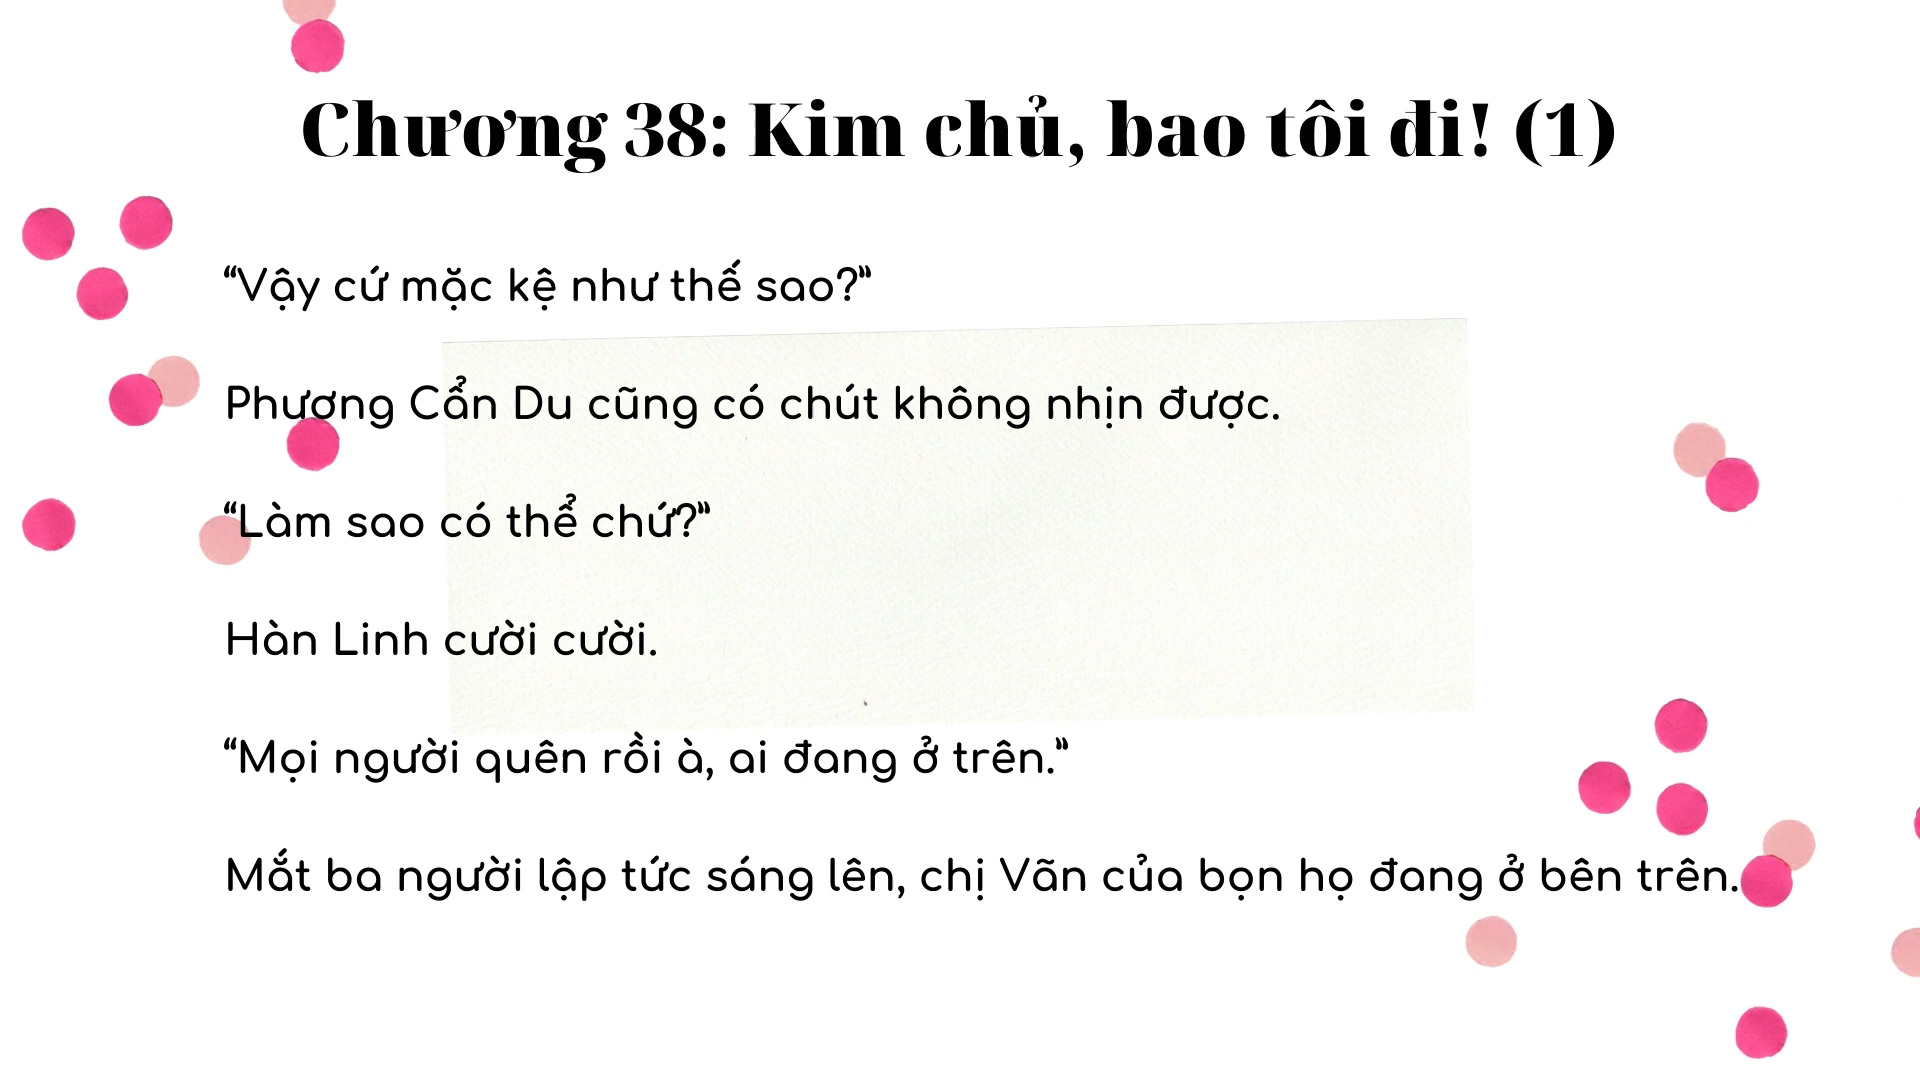 Chương 38: Kim chủ, bao tôi đi! (1)
“Vậy cứ mặc kệ như thế sao?”
Phương Cẩn Du cũng có chút không nhịn được.
“Làm sao có thể chứ?”
Hàn Linh cười cười.
“Mọi người quên rồi à, ai đang ở trên.”
Mắt ba người lập tức sáng lên, chị Vãn của bọn họ đang ở bên trên.